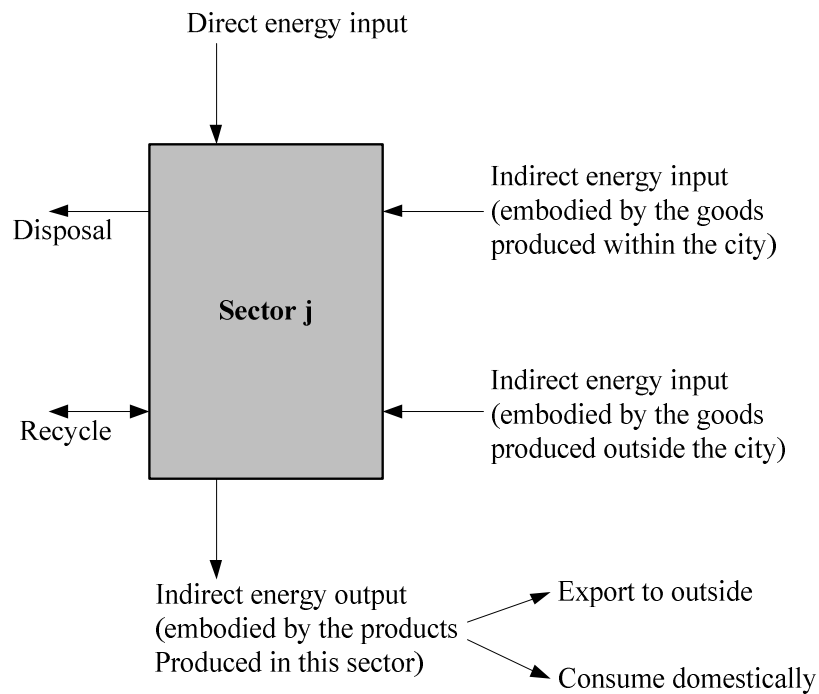 Direct energy input
Indirect energy input
(embodied by the goods
produced within the city)
Disposal
Sector j
Indirect energy input
(embodied by the goods
produced outside the city)
Recycle
Indirect energy output
(embodied by the products
Produced in this sector)
Export to outside
Consume domestically